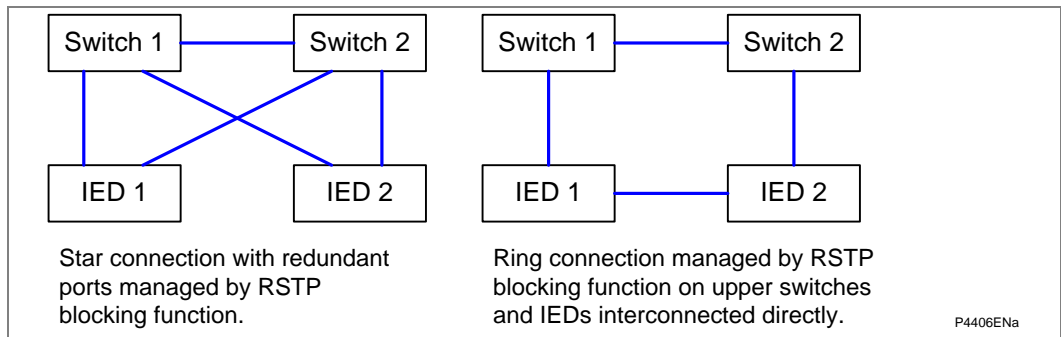 Switch 1
Switch 2
IED 1
IED 2
Star connection with redundant
ports managed by RSTP
blocking function.
Switch 1
Switch 2
IED 1
IED 2
Ring connection managed by RSTP
blocking function on upper switches
and IEDs interconnected directly.
P4406ENa